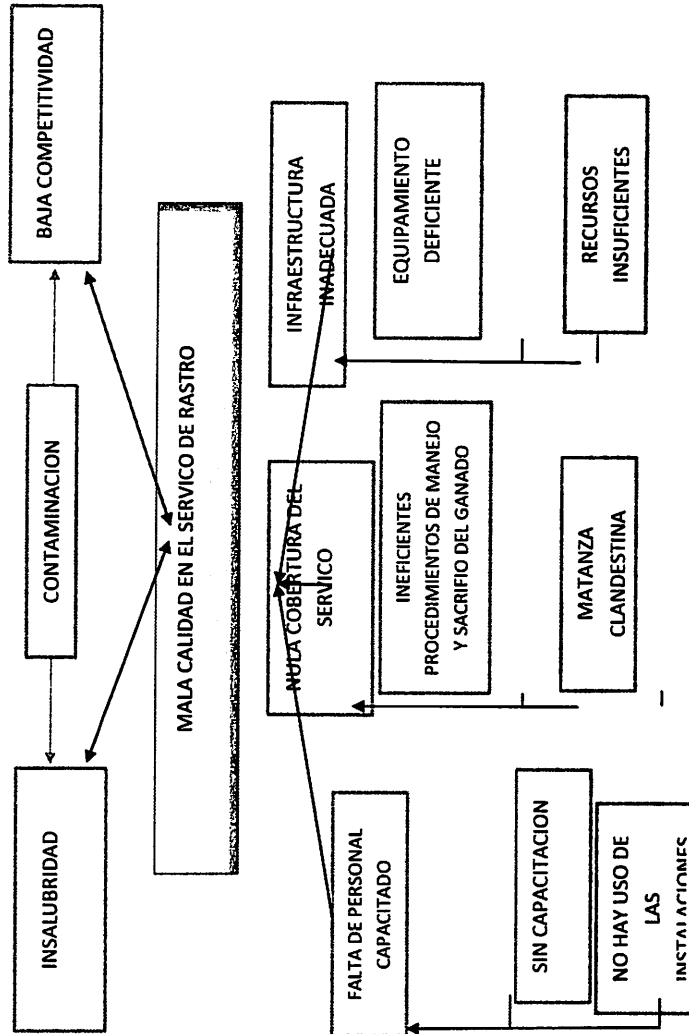 INSALUBRIDAD
CONTAMINACION
BAJA COMPETITIVIDAD
MALA CALIDAD EN EL SERVICO DE RASTRO
FALTA DE PERSONAL
CAPACITADO
NULA COBERTURA DEL
SERVICO
INFRAESTRUCTURA
INADECUADA
SIN CAPACITACION
INEFICIENTES
PROCEDIMIENTOS DE MANEJO
Y SACRIFIO DEL GANADO
EQUIPAMIENTO
DEFICIENTE
NO HAY USO DE
LAS
INSTALACIONES
MATANZA
CLANDESTINA
RECURSOS
INSUFICIENTES